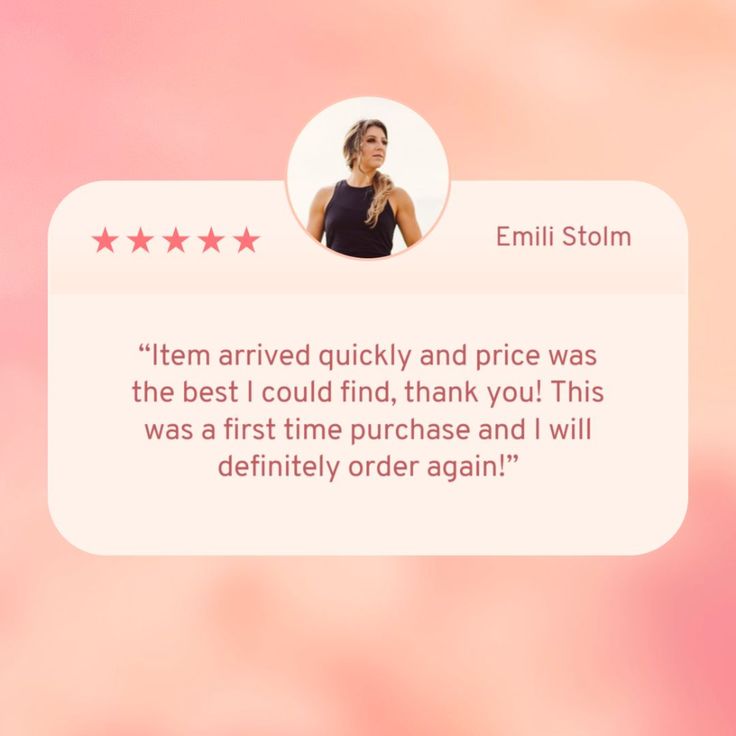 Emili Stolm
“Item arrived quickly and price was
the best I could find, thank you! This
was a first time purchase and I will
definitely order again!”